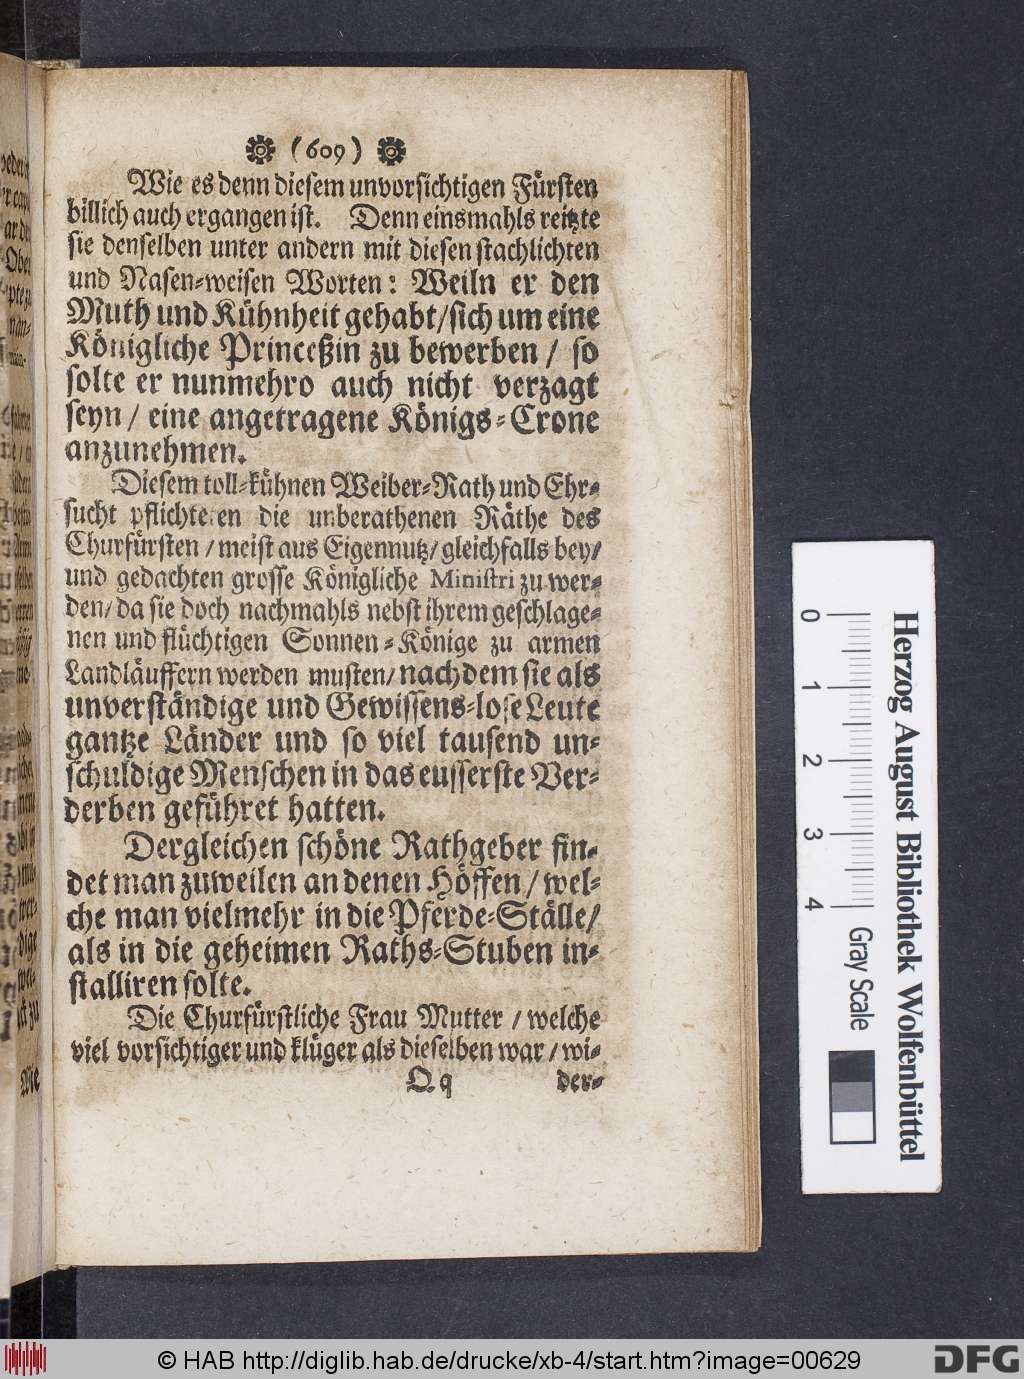 (609)
Wie es denn diesem unvorsichtigen Fürsten
billich auch ergangen ist. Denn einsmahls reitzte
sie denselben unter andern mit diesen stachlichten
und Nasen-weisen Worten: Weiln er den
Muth und Kühnheit gehabt/sich um eine
Königliche Princeßin zu bewerben / so
solte er nunmehro auch nicht verzagt
seyn / eine angetragene Königs-Crone
anzunehmen.
Diesem toll-kühnen Weiber-Rath und Ehr-
sucht pflichteten die unberathenen Räthe des
Churfürsten / meist aus Eigennutz/ gleichfalls bey/
und gedachten grosse Königliche Ministri zu wer-
den/ da sie doch nachmahls nebst ihrem geschlage-
nen und flüchtigen Sonnen-Könige zu armen
Landläuffern werden musten/ nachdem sie als
unverständige und Gewissens-lose Leute
gantze Länder und so viel tausend un-
schuldige Menschen in das eusserste Ver-
derben geführet hatten.
Dergleichen schöne Rathgeber fin-
det man zuweilen an denen Höffen / wel-
che man vielmehr in die Pferde-Ställe/
als in die geheimen Raths-Stuben in-
stalliren solte.
Die Churfürstliche Frau Mutter / welche
viel vorsichtiger und klüger als dieselben war / wi-
Qq der-
0 1 2 3 4 Gray Scale
Herzog August Bibliothek Wolfenbüttel
© HAB http://diglib.hab.de/drucke/xb-4/start.htm?image=00629
DFG